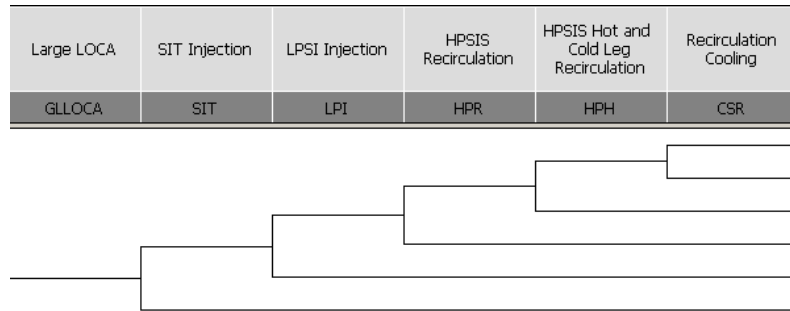 Large LOCA
SIT Injection
LPSI Injection
HPSIS
Recirculation
HPSIS Hot and
Cold Leg
Recirculation
Recirculation
Cooling
GLLOCA
SIT
LPI
HPR
HPH
CSR